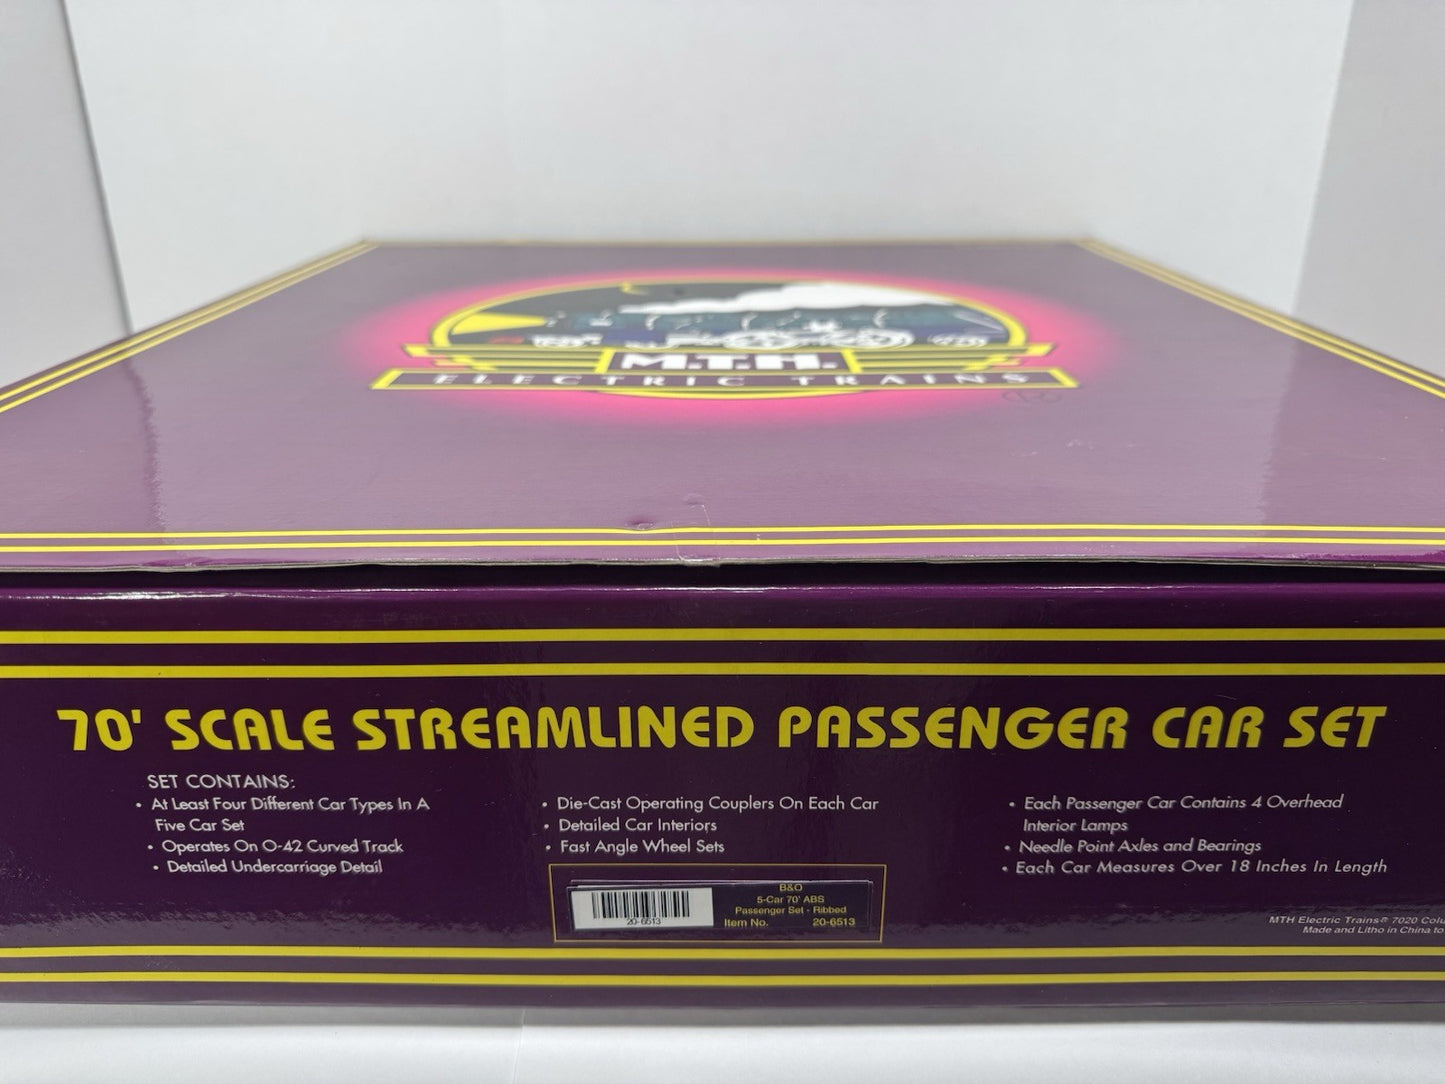 M.T.H.
ELECTRIC TRAINS
70' SCALE STREAMLINED PASSENGER CAR SET
SET CONTAINS:
• At Least Four Different Car Types In A
Five Car Set
• Operates On O-42 Curved Track
• Detailed Undercarriage Detail
• Die-Cast Operating Couplers On Each Car
• Detailed Car Interiors
• Fast Angle Wheel Sets
• Each Passenger Car Contains 4 Overhead
Interior Lamps
• Needle Point Axles and Bearings
• Each Car Measures Over 18 Inches In Length
20-6513
B&O
5-Car 70' ABS
Passenger Set - Ribbed
Item No. 20-6513
MTH Electric Trains® 7020 Colu
Made and Litho in China to